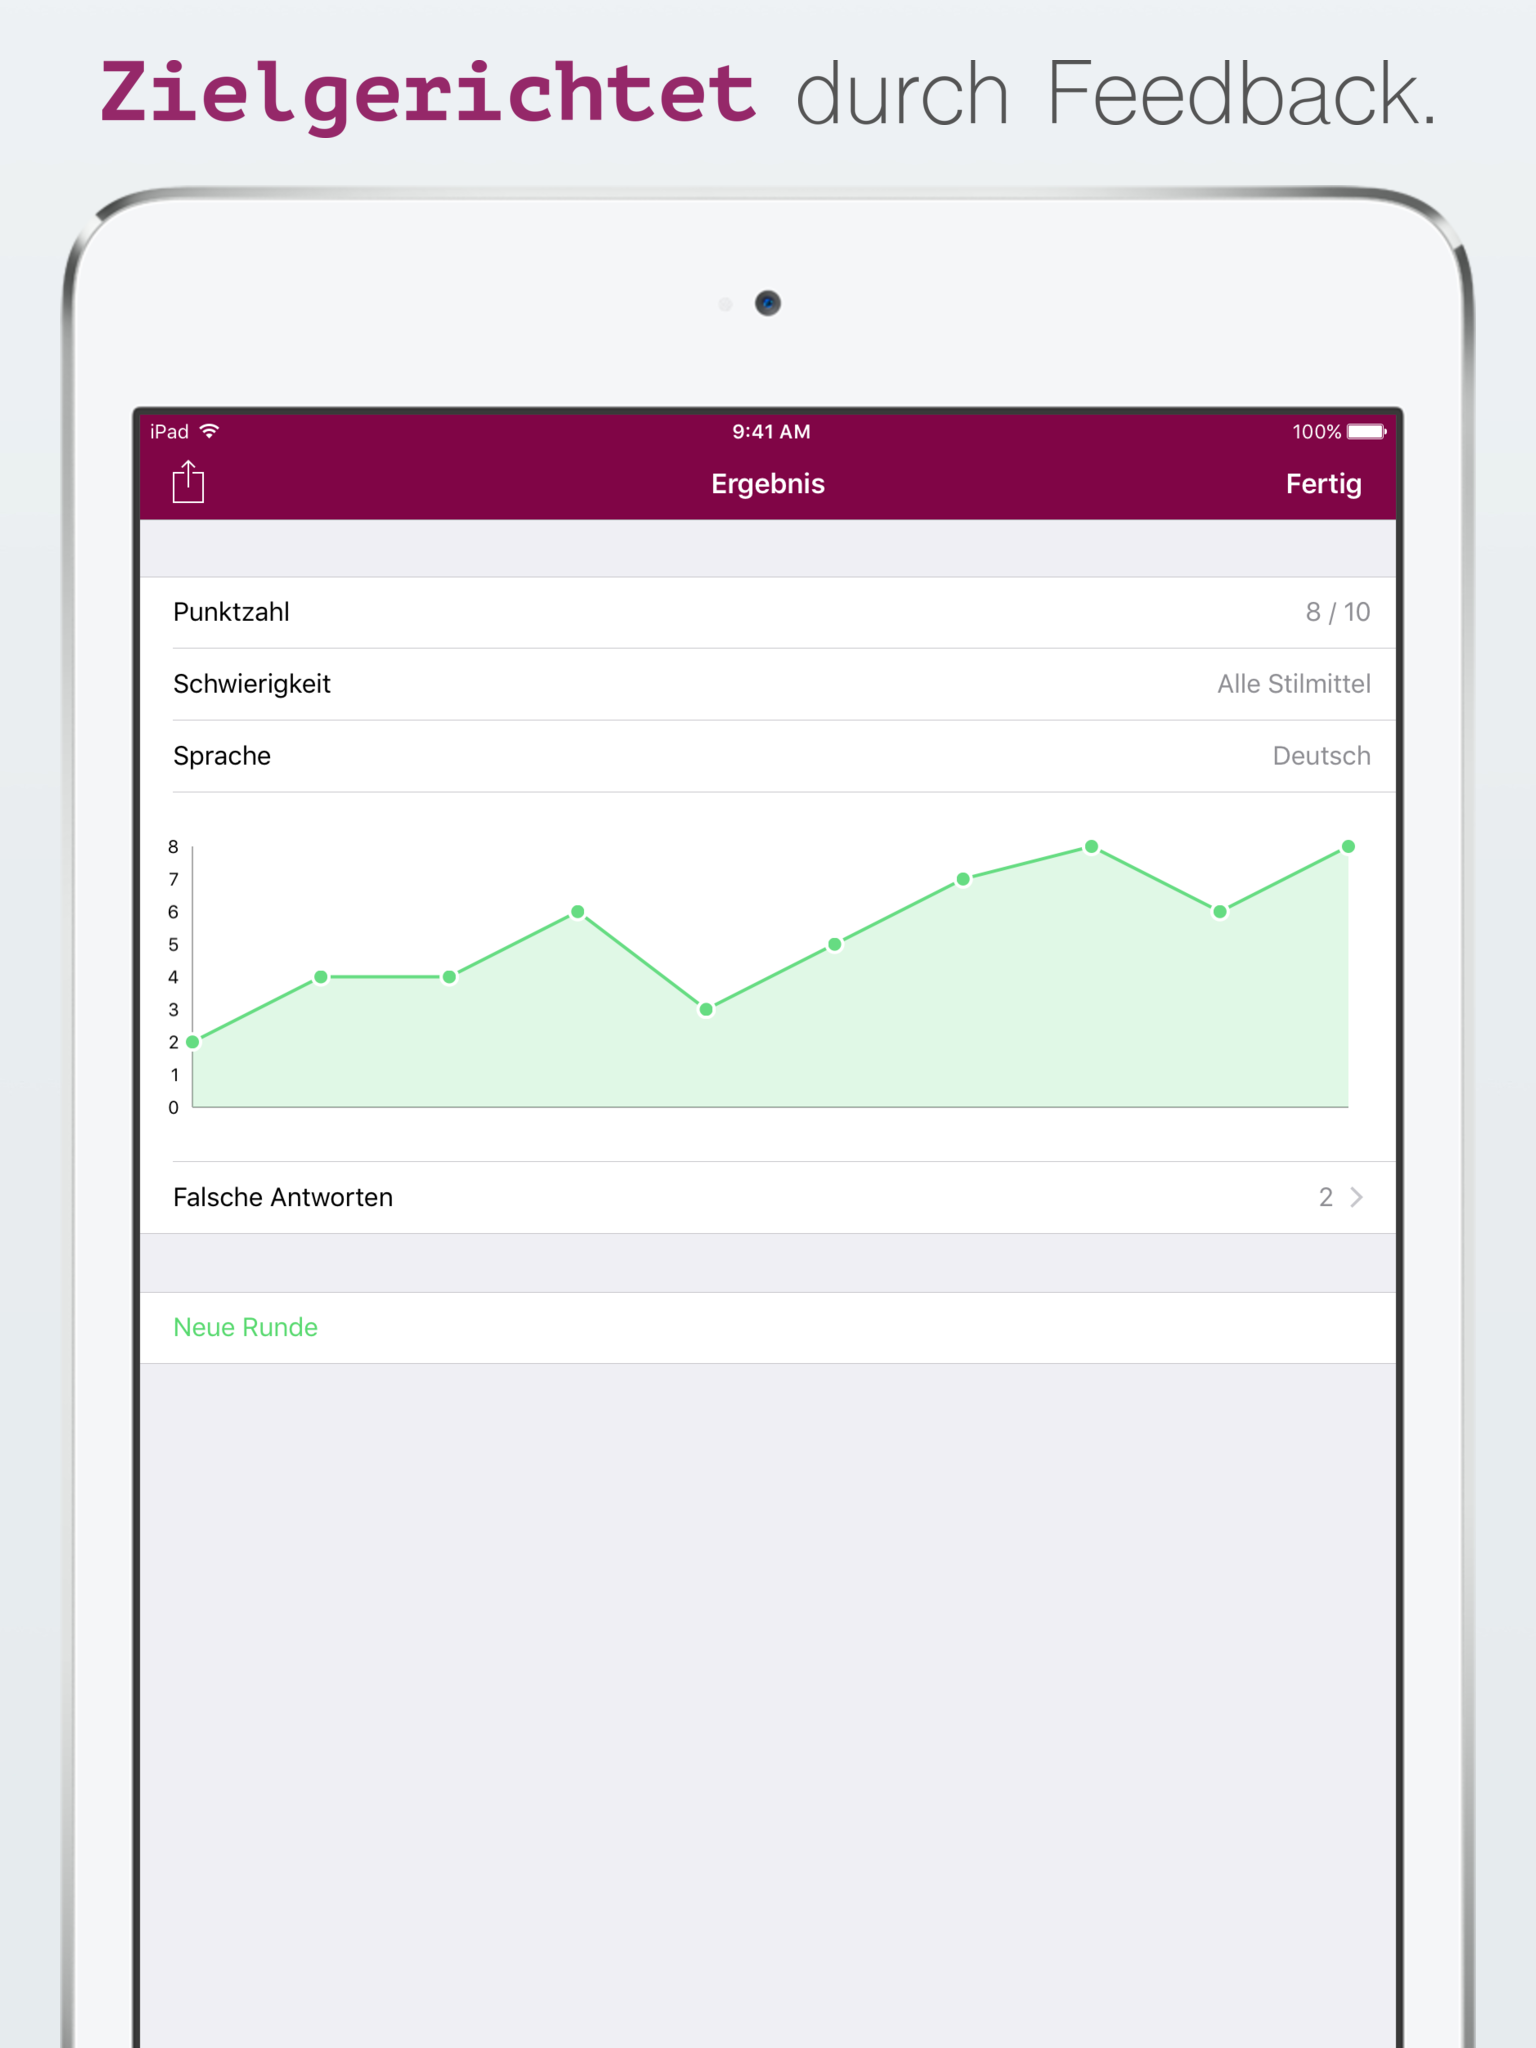 Zielgerichtet durch Feedback.
iPad 9:41 AM 100%
Ergebnis Fertig
Punktzahl 8 / 10
Schwierigkeit Alle Stilmittel
Sprache Deutsch
8
7
6
5
4
3
2
1
0
Falsche Antworten 2
Neue Runde